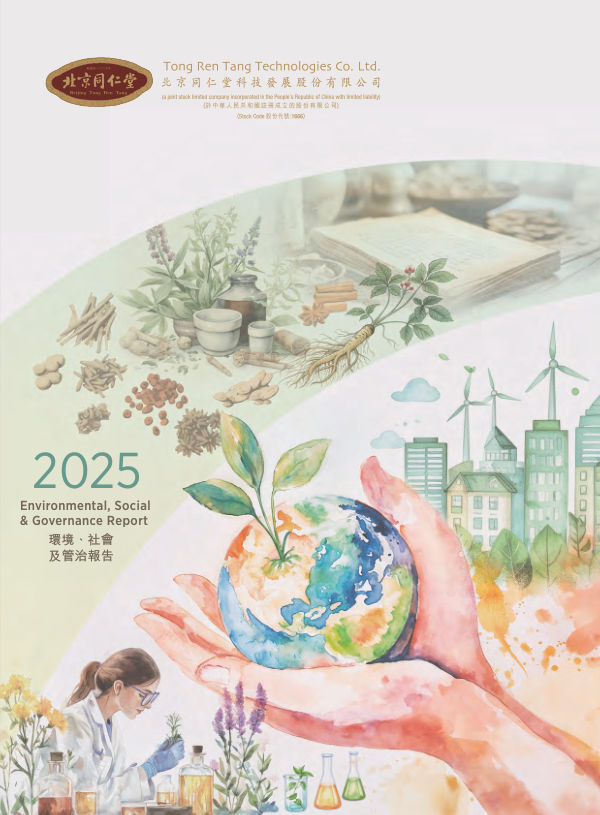 北京同仁堂
Beijing Tong Ren Tang
Tong Ren Tang Technologies Co. Ltd.
北京同仁堂科技發展股份有限公司
(a joint stock limited company incorporated in the People's Republic of China with limited liability)
(於中華人民共和國註冊成立的股份有限公司)
(Stock Code 股份代號:1666)
2025
Environmental, Social
& Governance Report
環境、社會
及管治報告